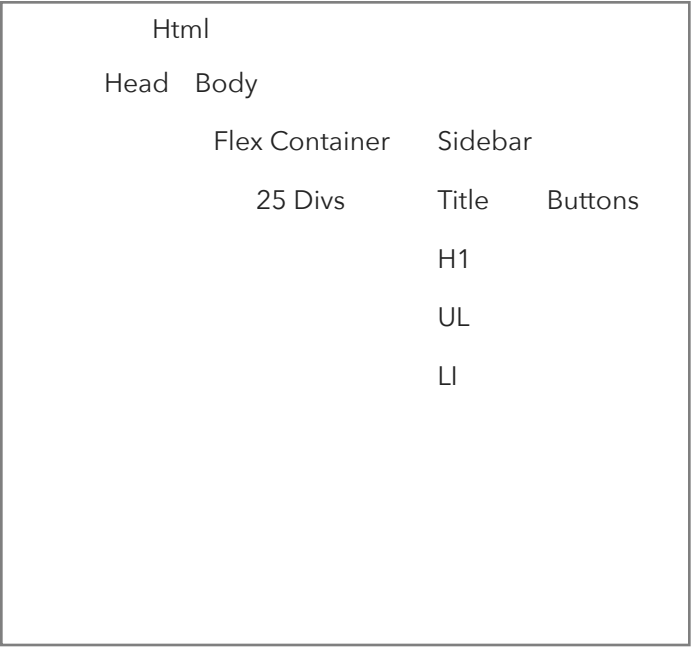 Html
Head Body
Flex Container Sidebar
25 Divs Title Buttons
H1
UL
LI